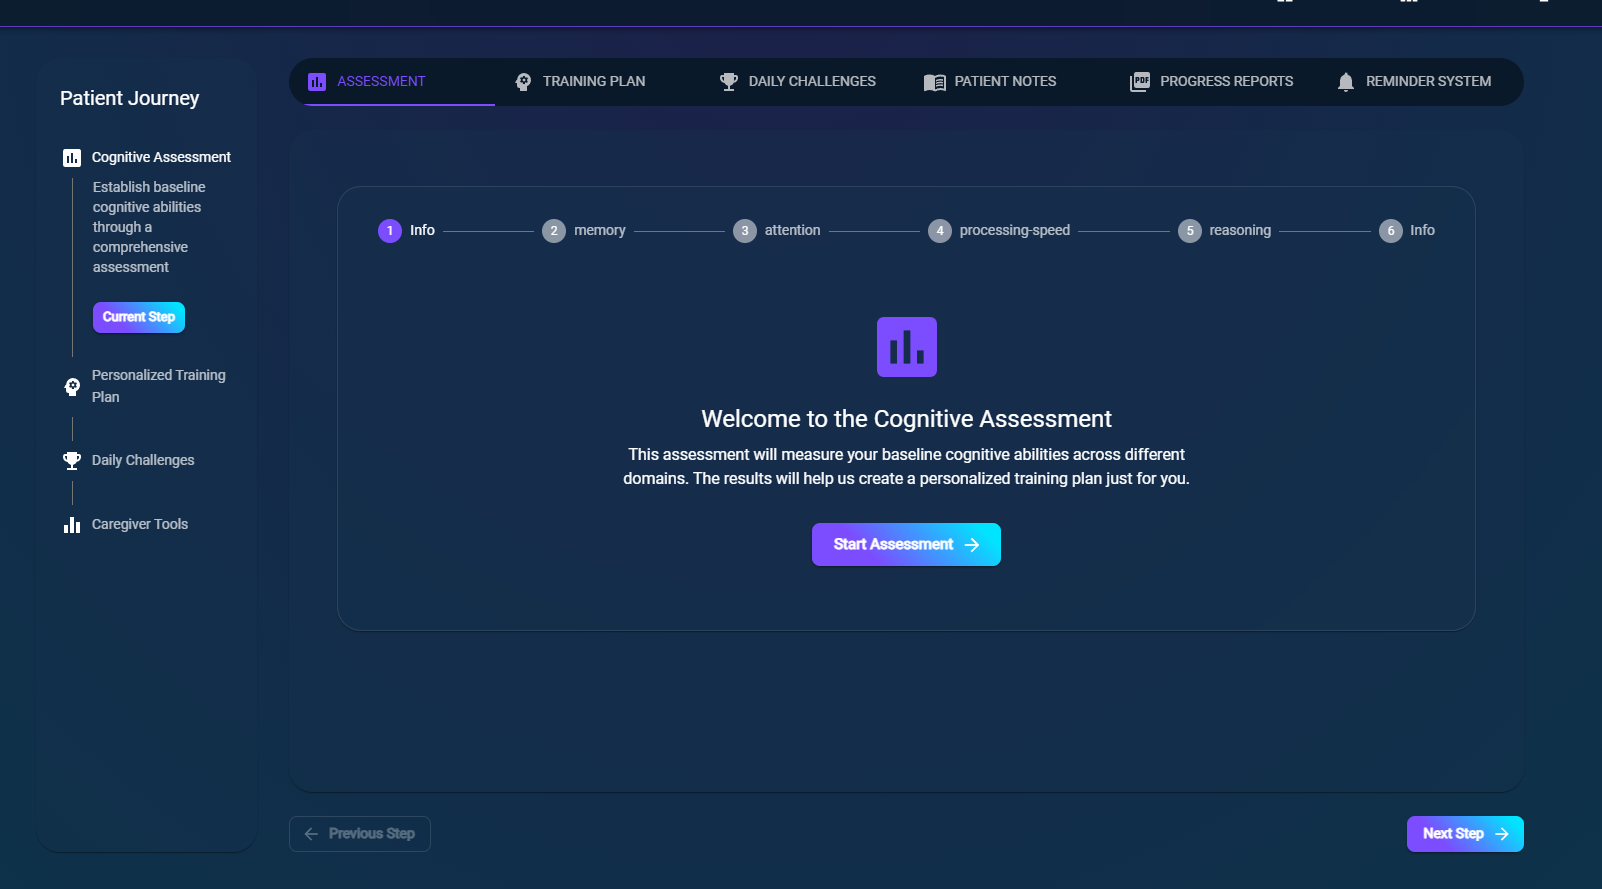 ASSESSMENT
TRAINING PLAN
DAILY CHALLENGES
PATIENT NOTES
PDF
PROGRESS REPORTS
REMINDER SYSTEM
Patient Journey
Cognitive Assessment
Establish baseline
cognitive abilities
through a
comprehensive
assessment
Current Step
Personalized Training
Plan
Daily Challenges
Caregiver Tools
1 Info
2 memory
3 attention
4 processing-speed
5 reasoning
6 Info
Welcome to the Cognitive Assessment
This assessment will measure your baseline cognitive abilities across different
domains. The results will help us create a personalized training plan just for you.
Start Assessment
Previous Step
Next Step